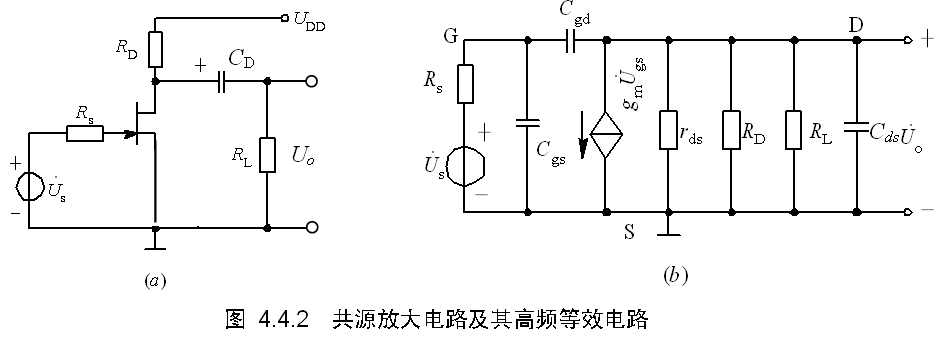 U_DD
R_D
+ C_D
R_s
R_L U_o
+
U̇_s
−
(a)
C_gd
G D +
R_s
g_m U̇_gs
+
U̇_s
−
C_gs
r_ds R_D R_L C_ds U̇_o
S −
(b)
图 4.4.2 共源放大电路及其高频等效电路